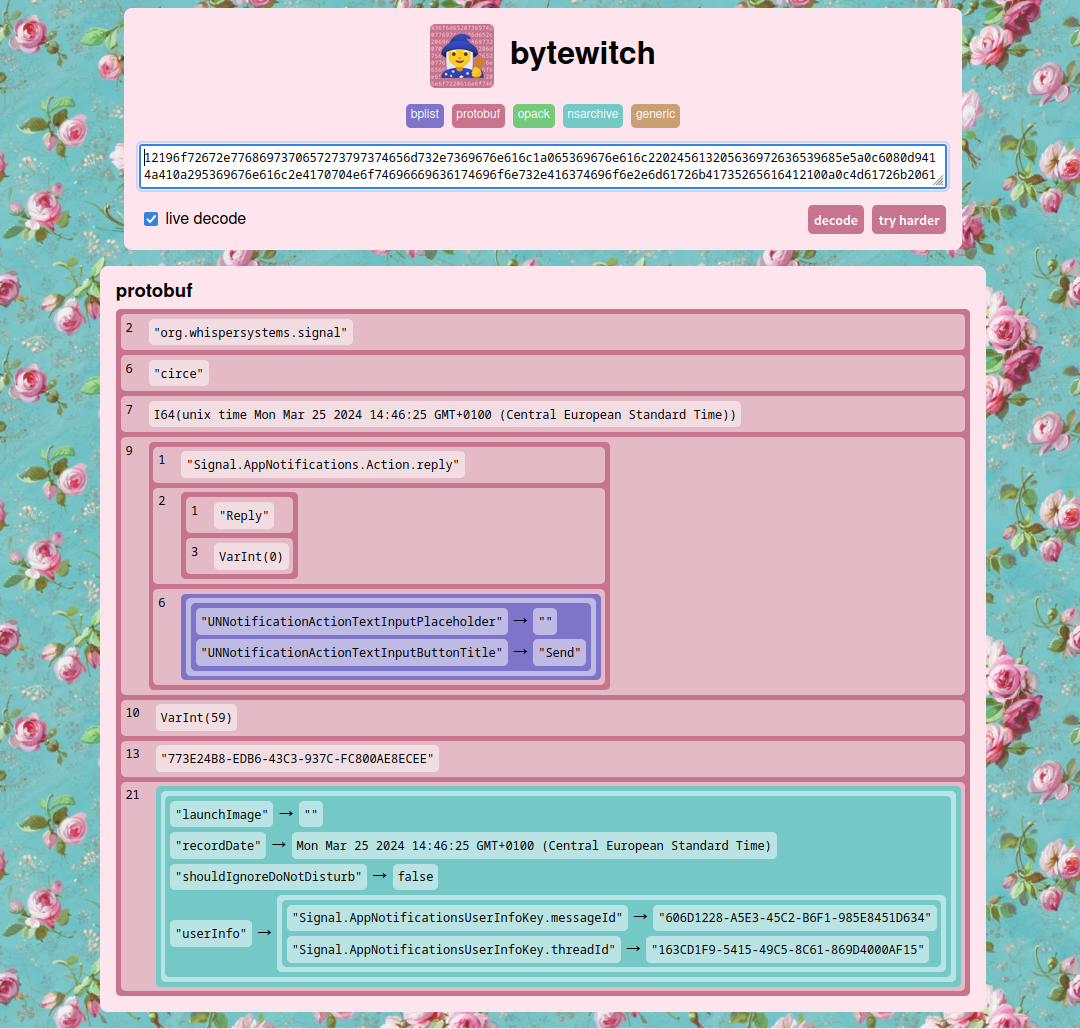 bytewitch
bplist protobuf opack nsarchive generic
12196f72672e7768697370657273797374656d732e7369676e616c1a065369676e616c220245613205636972636539685e5a0c6080d941
4a410a295369676e616c2e4170704e6f74696669636174696f6e732e416374696f6e2e6d61726b41735265616412100a0c4d61726b2061
live decode decode try harder
protobuf
2 "org.whispersystems.signal"
6 "circe"
7 I64(unix time Mon Mar 25 2024 14:46:25 GMT+0100 (Central European Standard Time))
9 1 "Signal.AppNotifications.Action.reply"
2 1 "Reply"
3 VarInt(0)
6 "UNNotificationActionTextInputPlaceholder" → ""
"UNNotificationActionTextInputButtonTitle" → "Send"
10 VarInt(59)
13 "773E24B8-EDB6-43C3-937C-FC800AE8ECEE"
21 "launchImage" → ""
"recordDate" → Mon Mar 25 2024 14:46:25 GMT+0100 (Central European Standard Time)
"shouldIgnoreDoNotDisturb" → false
"userInfo" → "Signal.AppNotificationsUserInfoKey.messageId" → "606D1228-A5E3-45C2-B6F1-985E8451D634"
"Signal.AppNotificationsUserInfoKey.threadId" → "163CD1F9-5415-49C5-8C61-869D4000AF15"